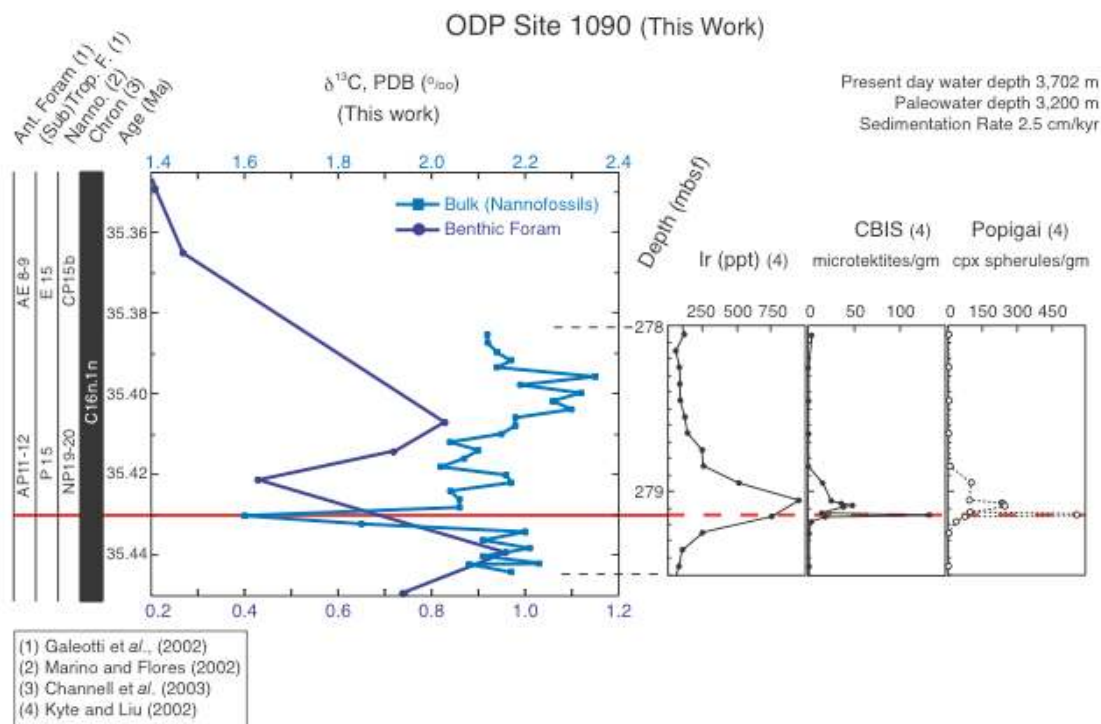 ODP Site 1090 (This Work)
Ant. Foram (1)
(Sub)Trop. F. (1)
Nanno. (2)
Chron (3)
Age (Ma)
δ¹³C, PDB (°/₀₀)
(This work)
Present day water depth 3,702 m
Paleowater depth 3,200 m
Sedimentation Rate 2.5 cm/kyr
1.4 1.6 1.8 2.0 2.2 2.4
Bulk (Nannofossils)
Benthic Foram
Depth (mbsf)
Ir (ppt) (4)
CBIS (4)
microtektites/gm
Popigai (4)
cpx spherules/gm
250 500 750
0 50 100
0 150 300 450
AE 8-9
E 15
CP15b
C16n.1n
AP11-12
P 15
NP19-20
35.36
35.38
35.40
35.42
35.44
278
279
0.2 0.4 0.6 0.8 1.0 1.2
(1) Galeotti et al., (2002)
(2) Marino and Flores (2002)
(3) Channell et al. (2003)
(4) Kyte and Liu (2002)